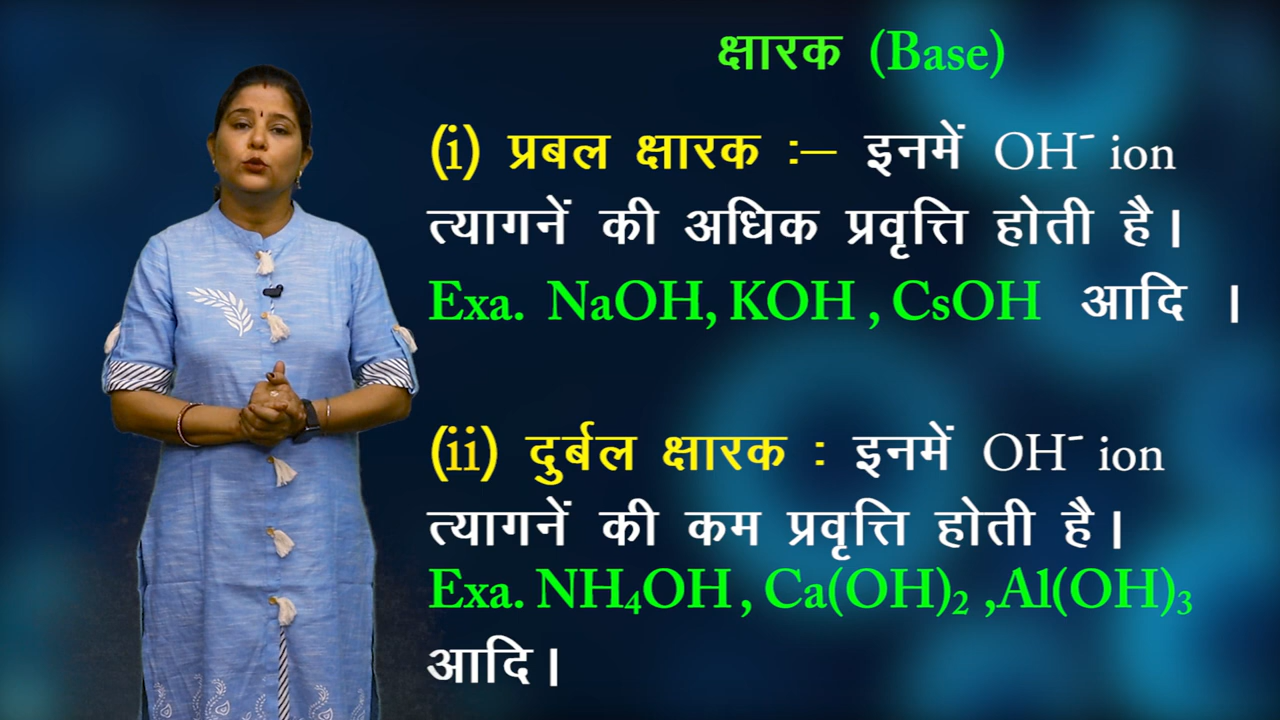 क्षारक (Base)
(i) प्रबल क्षारक :– इनमें OH⁻ ion
त्यागनें की अधिक प्रवृत्ति होती है।
Exa. NaOH, KOH , CsOH आदि ।
(ii) दुर्बल क्षारक : इनमें OH⁻ ion
त्यागनें की कम प्रवृत्ति होती है।
Exa. NH₄OH , Ca(OH)₂ ,Al(OH)₃
आदि।